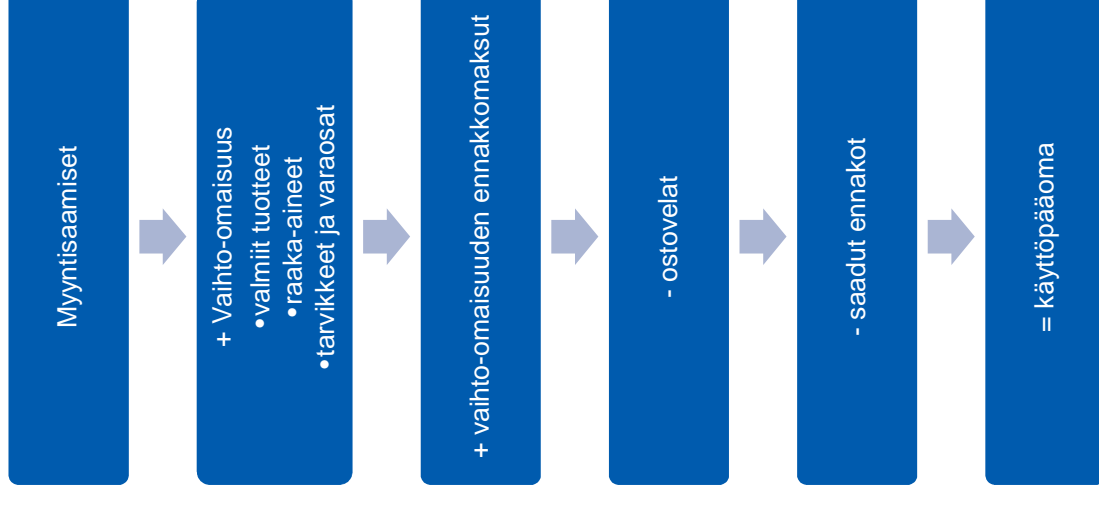 Myyntisaamiset
+ Vaihto-omaisuus
•valmiit tuotteet
•raaka-aineet
•tarvikkeet ja varaosat
+ vaihto-omaisuuden ennakkomaksut
- ostovelat
- saadut ennakot
= käyttöpääoma